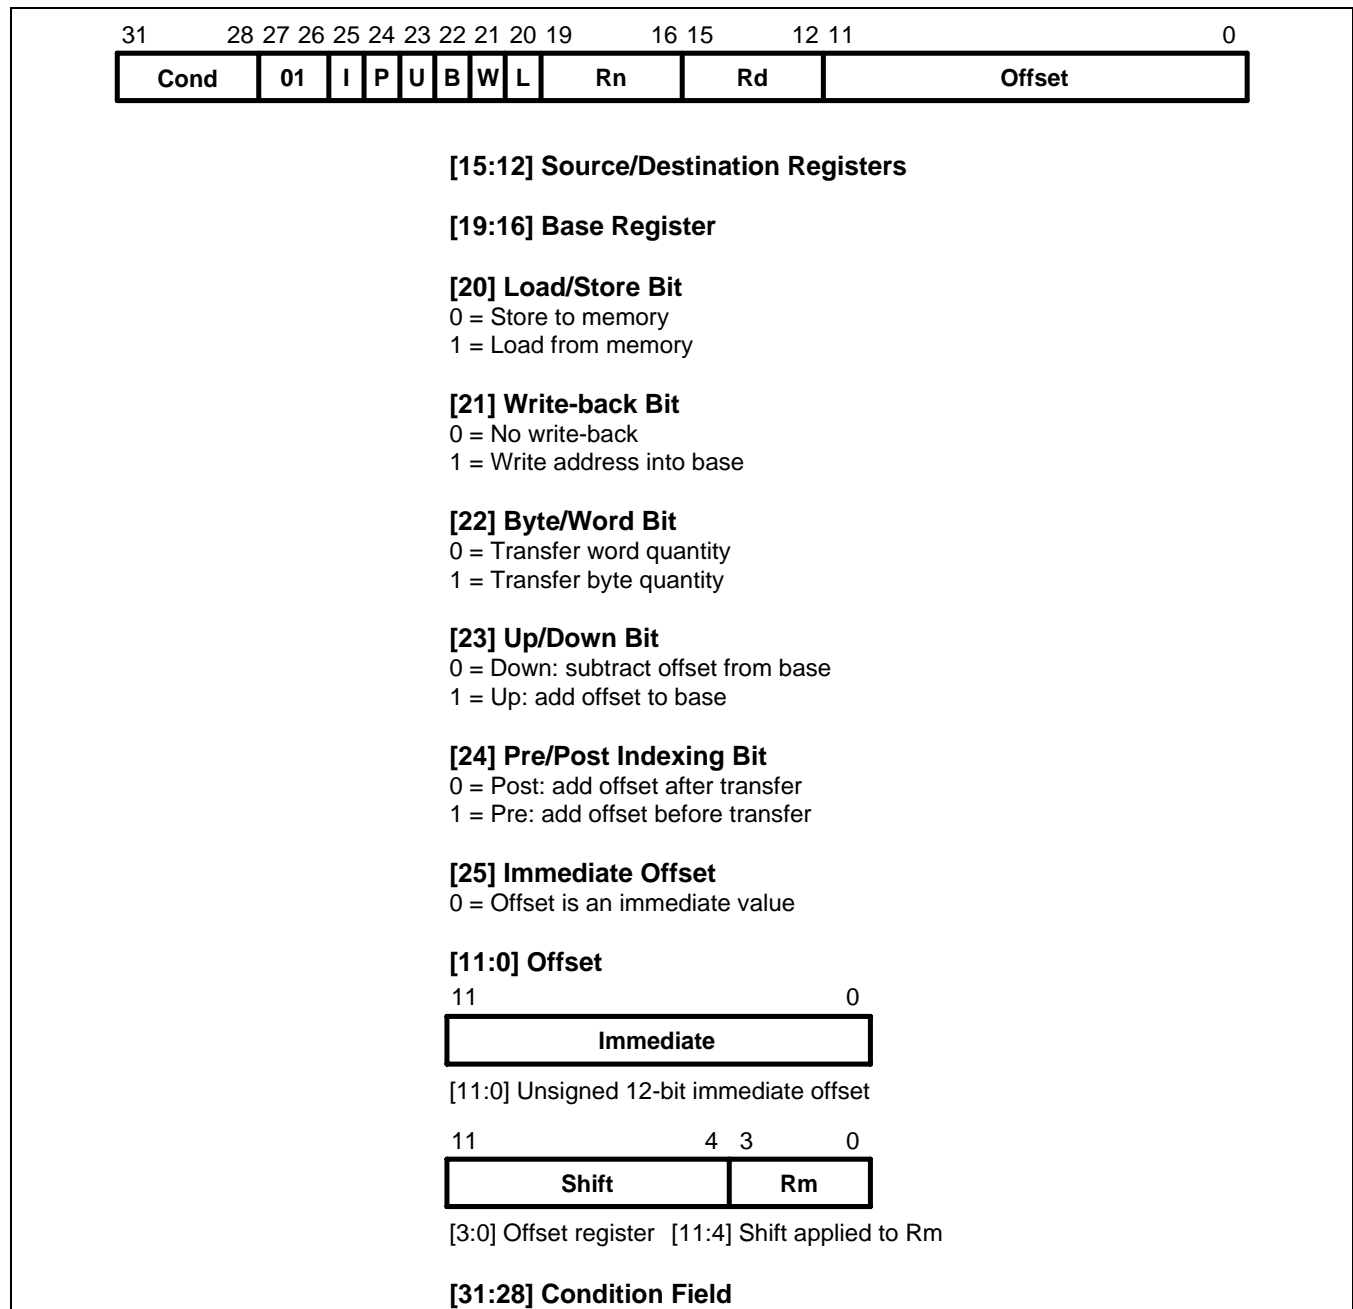 31 28 27 26 25 24 23 22 21 20 19 16 15 12 11 0
Cond 01 I P U B W L Rn Rd Offset
[15:12] Source/Destination Registers
[19:16] Base Register
[20] Load/Store Bit
0 = Store to memory
1 = Load from memory
[21] Write-back Bit
0 = No write-back
1 = Write address into base
[22] Byte/Word Bit
0 = Transfer word quantity
1 = Transfer byte quantity
[23] Up/Down Bit
0 = Down: subtract offset from base
1 = Up: add offset to base
[24] Pre/Post Indexing Bit
0 = Post: add offset after transfer
1 = Pre: add offset before transfer
[25] Immediate Offset
0 = Offset is an immediate value
[11:0] Offset
11 0
Immediate
[11:0] Unsigned 12-bit immediate offset
11 4 3 0
Shift Rm
[3:0] Offset register [11:4] Shift applied to Rm
[31:28] Condition Field